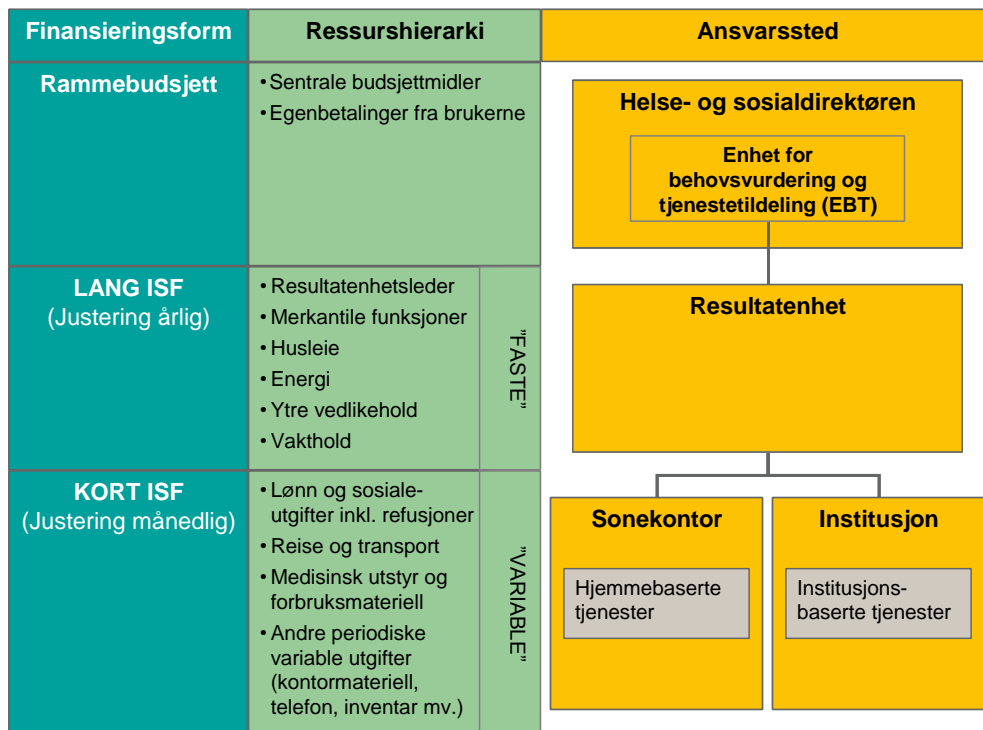 Finansieringsform
Ressurshierarki
Ansvarssted
Rammebudsjett
• Sentrale budsjettmidler
• Egenbetalinger fra brukerne
Helse- og sosialdirektøren
Enhet for
behovsvurdering og
tjenestetildeling (EBT)
LANG ISF
(Justering årlig)
• Resultatenhetsleder
• Merkantile funksjoner
• Husleie
• Energi
• Ytre vedlikehold
• Vakthold
”FASTE”
Resultatenhet
KORT ISF
(Justering månedlig)
• Lønn og sosiale-
utgifter inkl. refusjoner
• Reise og transport
• Medisinsk utstyr og
forbruksmateriell
• Andre periodiske
variable utgifter
(kontormateriell,
telefon, inventar mv.)
”VARIABLE”
Sonekontor
Hjemmebaserte
tjenester
Institusjon
Institusjons-
baserte tjenester